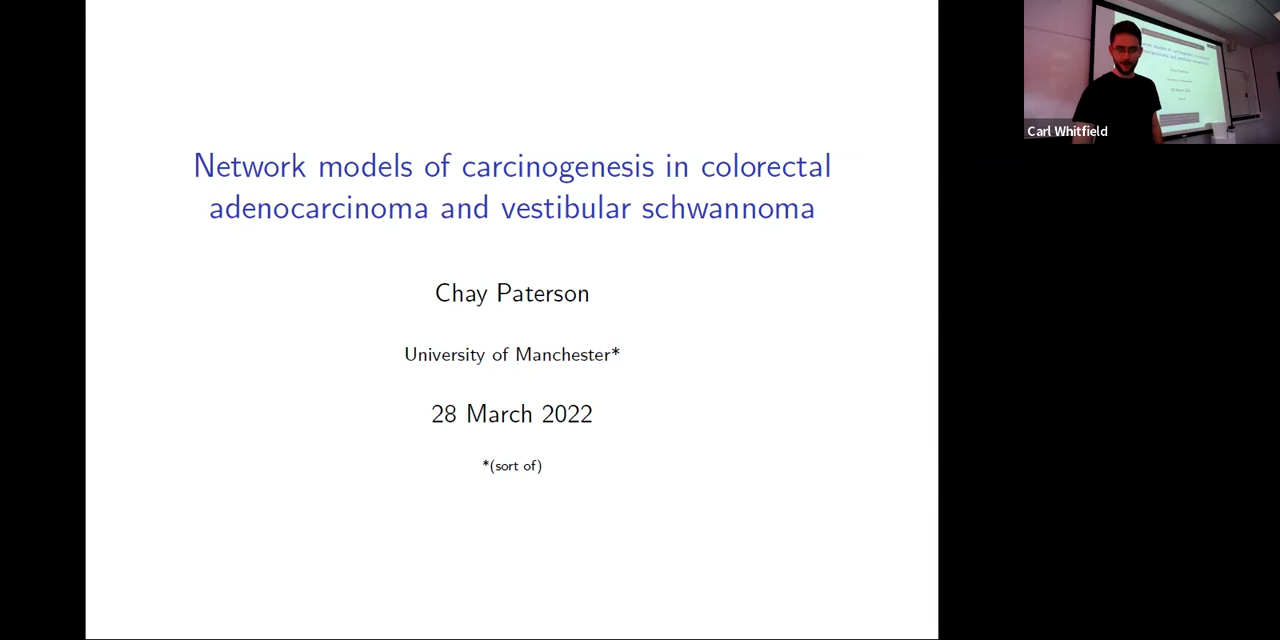 Network models of carcinogenesis in colorectal
adenocarcinoma and vestibular schwannoma
Chay Paterson
University of Manchester*
28 March 2022
*(sort of)
Carl Whitfield